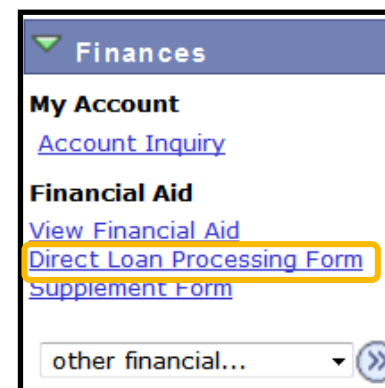 Finances
My Account
Account Inquiry
Financial Aid
View Financial Aid
Direct Loan Processing Form
Supplement Form
other financial...